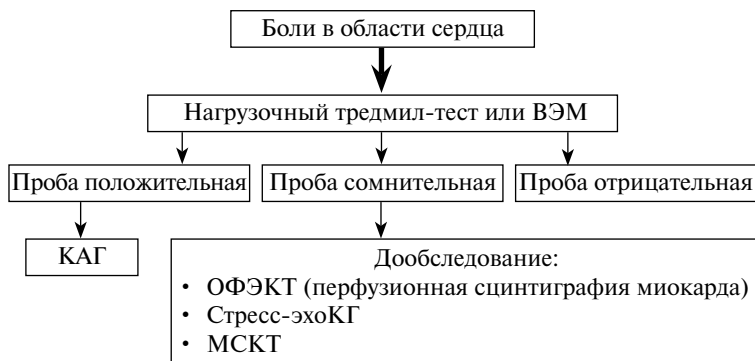 Боли в области сердца
Нагрузочный тредмил-тест или ВЭМ
Проба положительная
Проба сомнительная
Проба отрицательная
КАГ
Дообследование:
• ОФЭКТ (перфузионная сцинтиграфия миокарда)
• Стресс-эхоКГ
• МСКТ